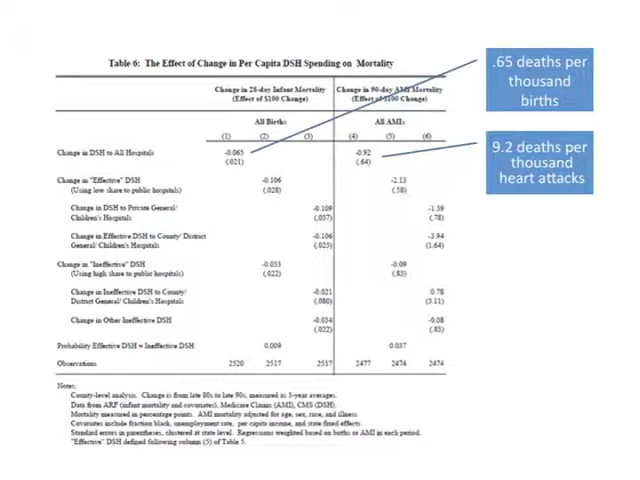 Table 6: The Effect of Change in Per Capita DSH Spending on Mortality
.65 deaths per
thousand
births
9.2 deaths per
thousand
heart attacks
Change in 28-day Infant Mortality Change in 90-day AMI Mortality
(Effect of $100 Change) (Effect of $100 Change)
All Births All AMIs
(1) (2) (3) (4) (5) (6)
Change in DSH to All Hospitals -0.065 -0.92
(.021) (.64)
Change in "Effective" DSH -0.106 -2.13
(Using low share to public hospitals) (.028) (.58)
Change in DSH to Private General/ -0.109 -1.39
Children's Hospitals (.037) (.78)
Change in Effective DSH to County/ District -0.106 -3.94
General/ Children's Hospitals (.025) (1.64)
Change in "Ineffective" DSH -0.035 -0.09
(Using high share to public hospitals) (.022) (.83)
Change in Ineffective DSH to County/ -0.021 0.78
District General/ Children's Hospitals (.080) (3.11)
Change in Other Ineffective DSH -0.034 -0.08
(.022) (.85)
Probability Effective DSH = Ineffective DSH 0.009 0.037
Observations 2520 2517 2517 2477 2474 2474
Notes:
County-level analysis. Change is from late 80s to late 90s, measured as 3-year averages.
Data from ARF (infant mortality and covariates), Medicare Claims (AMI), CMS (DSH).
Mortality measured in percentage points. AMI mortality adjusted for age, sex, race, and illness.
Covariates include fraction black, unemployment rate, per capita income, and state fixed effects.
Standard errors in parentheses, clustered at state level. Regressions weighted based on births or AMI in each period.
"Effective" DSH defined following column (5) of Table 5.